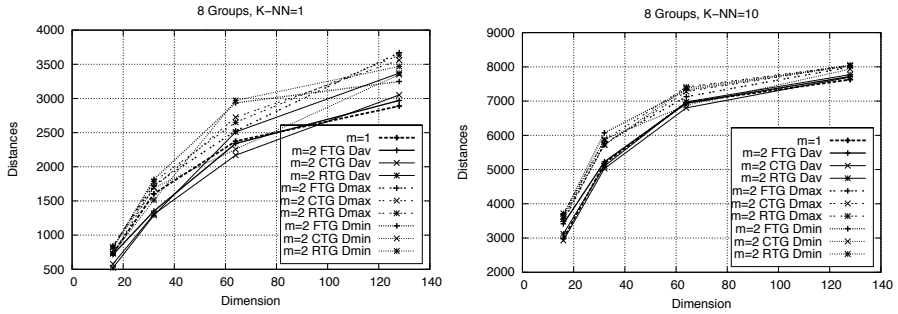 8 Groups, K−NN=1
4000
3500
3000
2500
2000
1500
1000
500
Distances
0 20 40 60 80 100 120 140
Dimension
m=1
m=2 FTG Dav
m=2 CTG Dav
m=2 RTG Dav
m=2 FTG Dmax
m=2 CTG Dmax
m=2 RTG Dmax
m=2 FTG Dmin
m=2 CTG Dmin
m=2 RTG Dmin
8 Groups, K−NN=10
9000
8000
7000
6000
5000
4000
3000
2000
Distances
0 20 40 60 80 100 120 140
Dimension
m=1
m=2 FTG Dav
m=2 CTG Dav
m=2 RTG Dav
m=2 FTG Dmax
m=2 CTG Dmax
m=2 RTG Dmax
m=2 FTG Dmin
m=2 CTG Dmin
m=2 RTG Dmin